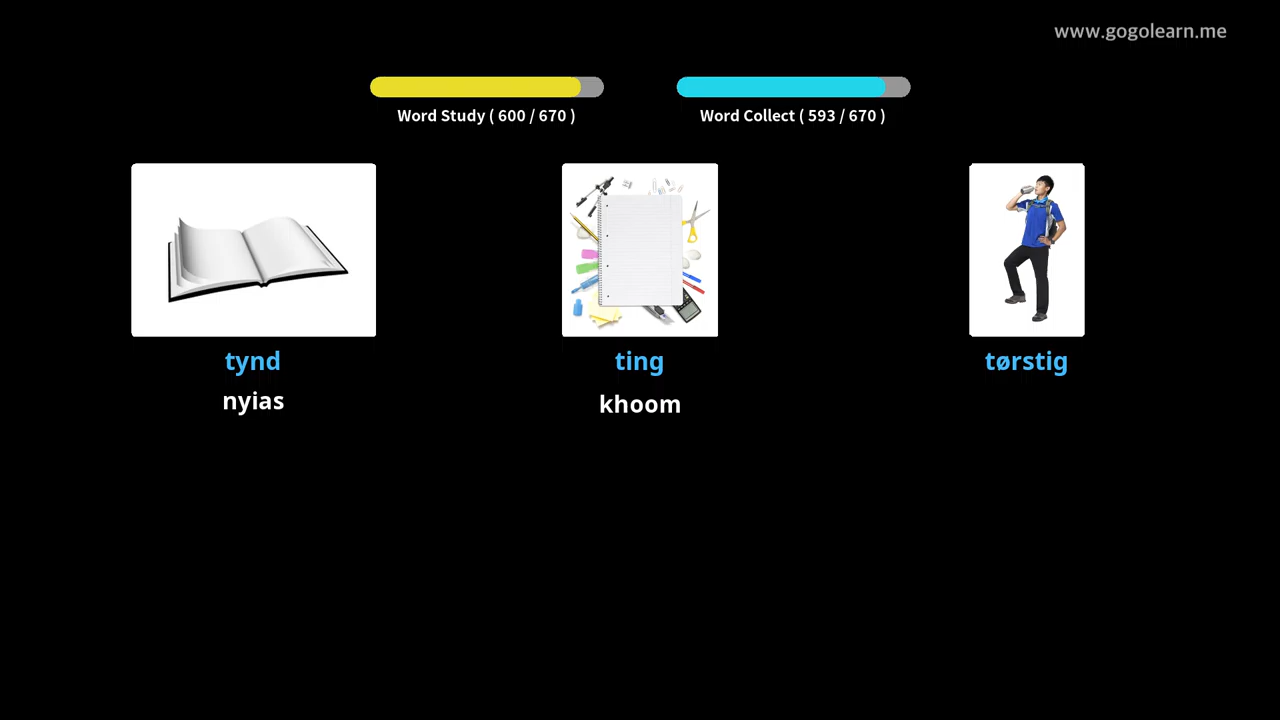 www.gogolearn.me
Word Study ( 600 / 670 )
Word Collect ( 593 / 670 )
tynd
ting
tørstig
nyias
khoom